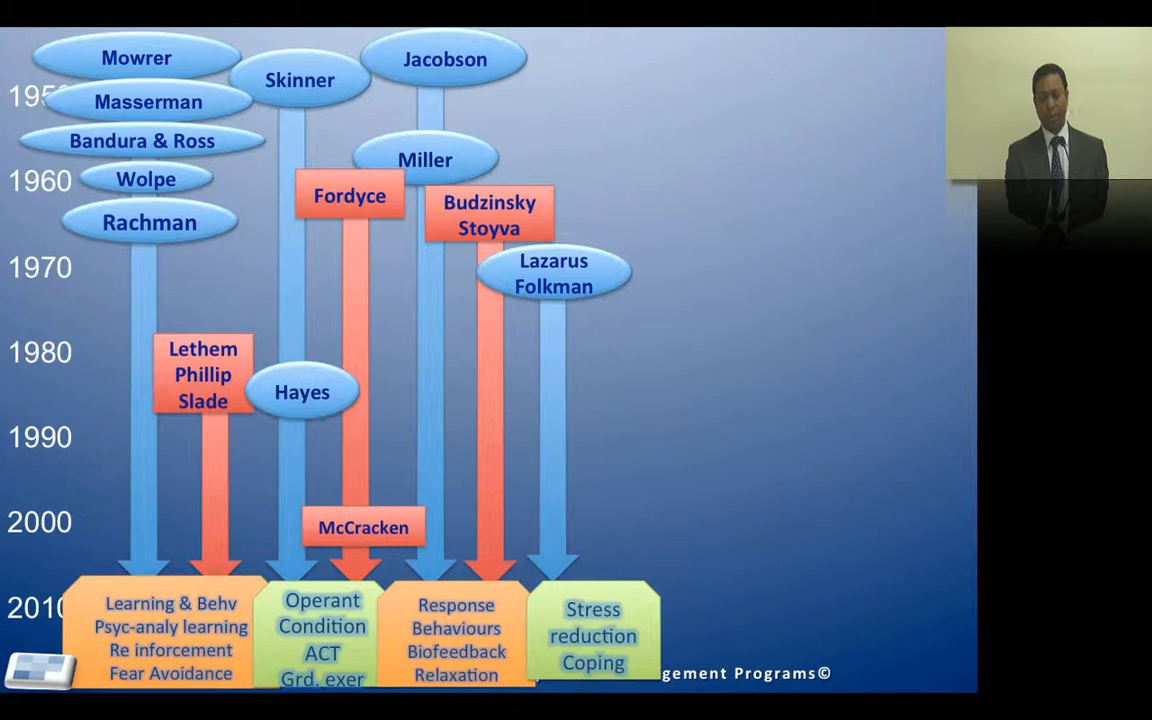 Mowrer
Skinner
Jacobson
195
Masserman
Bandura & Ross
Miller
1960
Wolpe
Fordyce
Budzinsky
Stoyva
Rachman
1970
Lazarus
Folkman
1980
Lethem
Phillip
Slade
Hayes
1990
2000
McCracken
2010
Learning & Behv
Psyc-analy learning
Re inforcement
Fear Avoidance
Operant
Condition
ACT
Grd. exer
Response
Behaviours
Biofeedback
Relaxation
Stress
reduction
Coping
gement Programs©